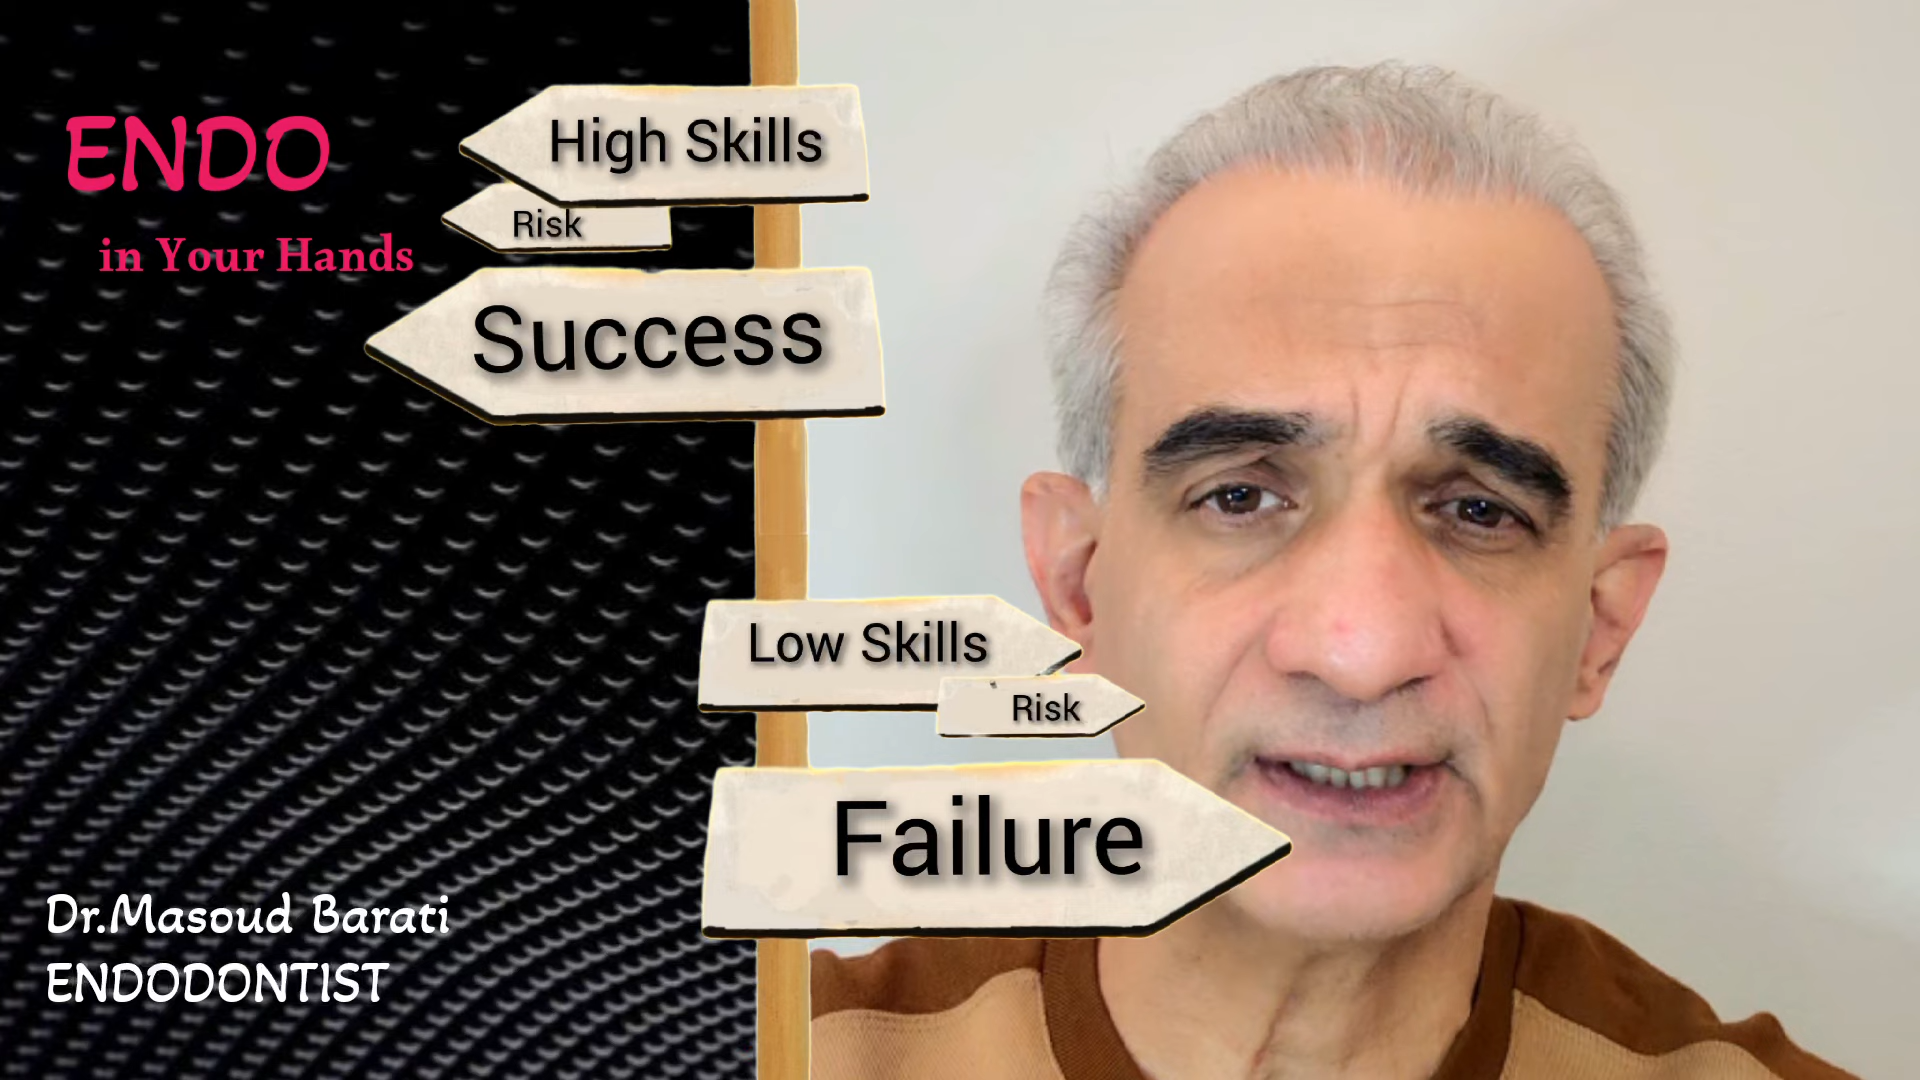 ENDO
in Your Hands
High Skills
Risk
Success
Low Skills
Risk
Failure
Dr.Masoud Barati
ENDODONTIST